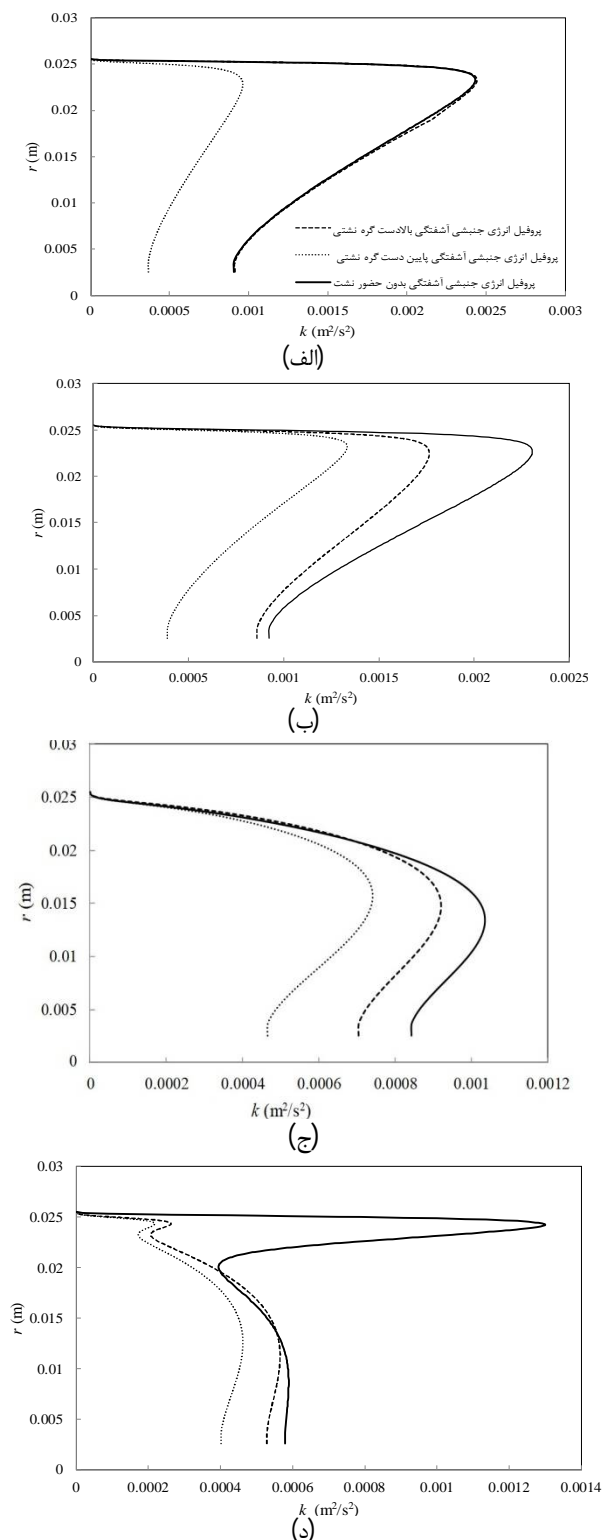 0.03
0.025
0.02
0.015
0.01
0.005
0
r (m)
پروفیل انرژی جنبشی آشفتگی بالادست گره نشتی
پروفیل انرژی جنبشی آشفتگی پایین دست گره نشتی
پروفیل انرژی جنبشی آشفتگی بدون حضور نشت
0 0.0005 0.001 0.0015 0.002 0.0025 0.003
k (m²/s²)
(الف)
0.03
0.025
0.02
0.015
0.01
0.005
0
r (m)
0 0.0005 0.001 0.0015 0.002 0.0025
k (m²/s²)
(ب)
0.03
0.025
0.02
0.015
0.01
0.005
0
r (m)
0 0.0002 0.0004 0.0006 0.0008 0.001 0.0012
k (m²/s²)
(ج)
0.03
0.025
0.02
0.015
0.01
0.005
0
r (m)
0 0.0002 0.0004 0.0006 0.0008 0.001 0.0012 0.0014
k (m²/s²)
(د)